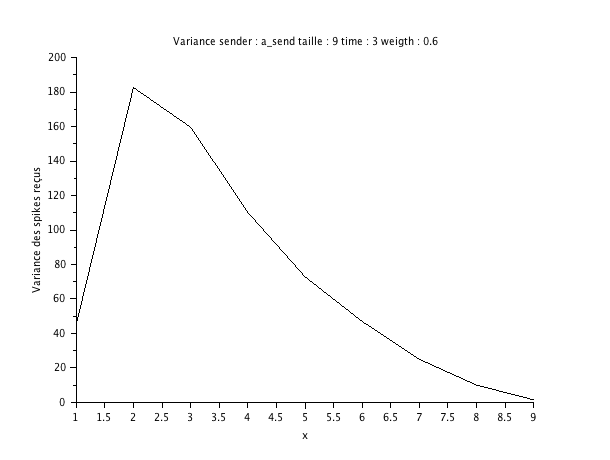 Variance sender : a_send taille : 9 time : 3 weigth : 0.6
Variance des spikes reçus
200
180
160
140
120
100
80
60
40
20
0
1 1.5 2 2.5 3 3.5 4 4.5 5 5.5 6 6.5 7 7.5 8 8.5 9
x